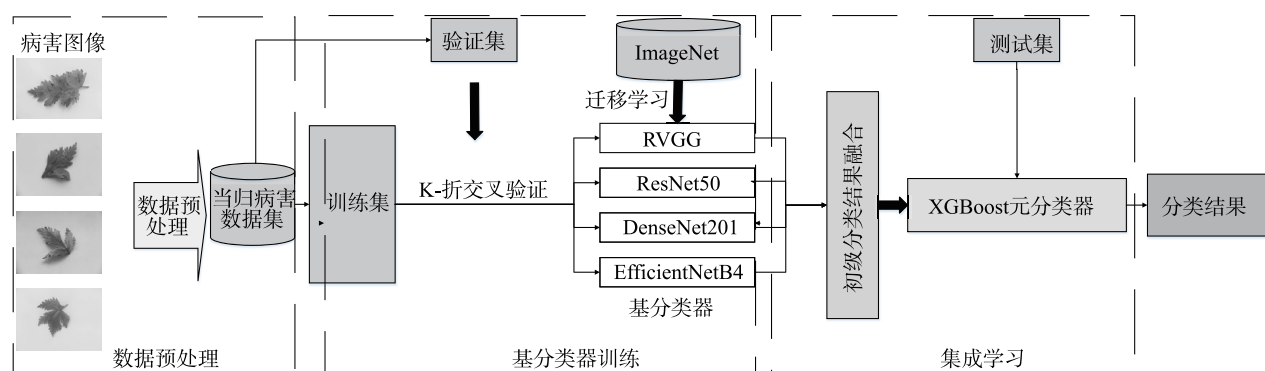 病害图像
数据预
处理
当归病害
数据集
数据预处理
验证集
训练集
K-折交叉验证
ImageNet
迁移学习
RVGG
ResNet50
DenseNet201
EfficientNetB4
基分类器
基分类器训练
初级分类结果融合
测试集
XGBoost元分类器
分类结果
集成学习